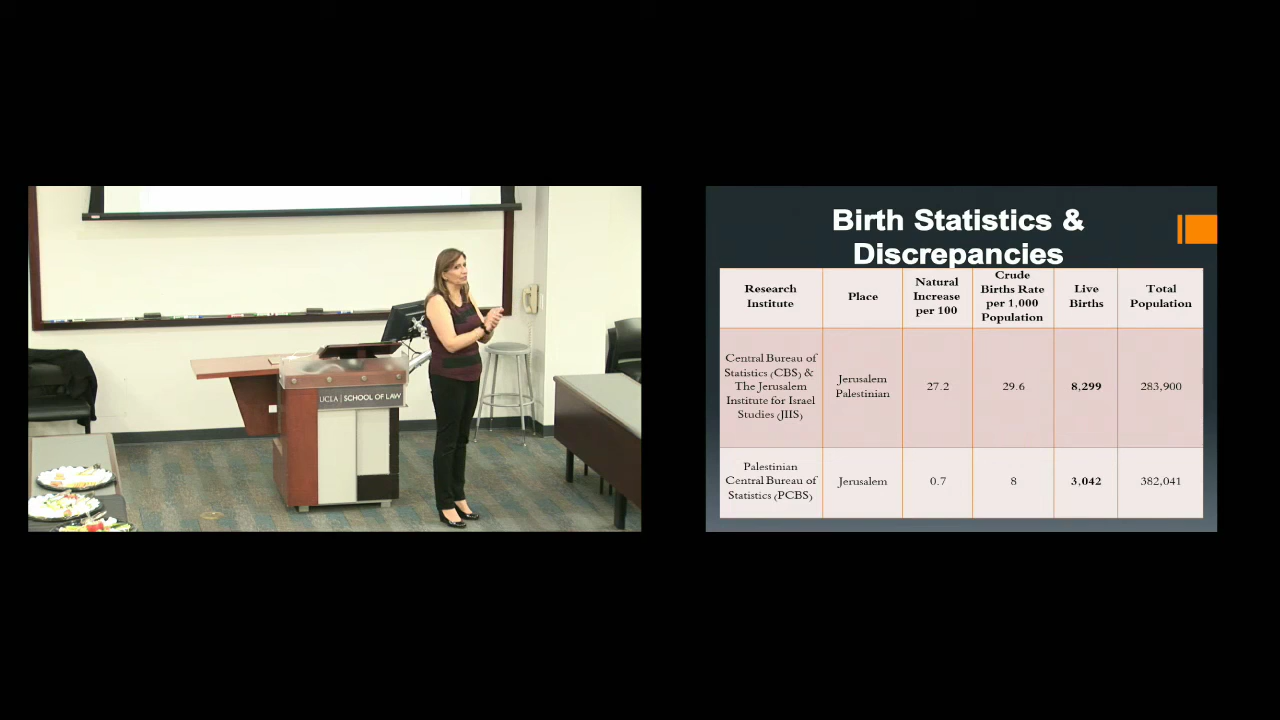 UCLA | SCHOOL OF LAW
Birth Statistics &
Discrepancies
Research
Institute
Place
Natural
Increase
per 100
Crude
Births Rate
per 1,000
Population
Live
Births
Total
Population
Central Bureau of
Statistics (CBS) &
The Jerusalem
Institute for Israel
Studies (JIIS)
Jerusalem
Palestinian
27.2
29.6
8,299
283,900
Palestinian
Central Bureau of
Statistics (PCBS)
Jerusalem
0.7
8
3,042
382,041